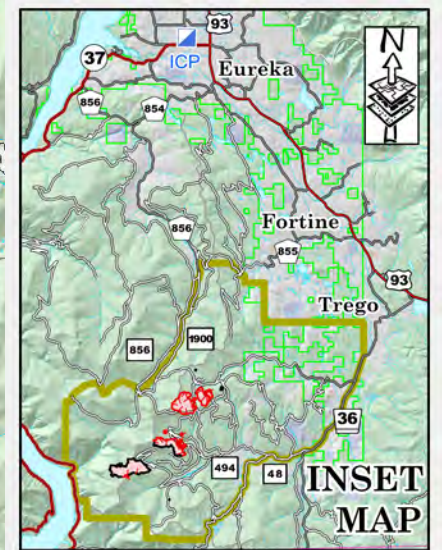 93
N
37
ICP
Eureka
856
854
856
Fortine
855
93
Trego
856
1900
36
494
48
INSET
MAP